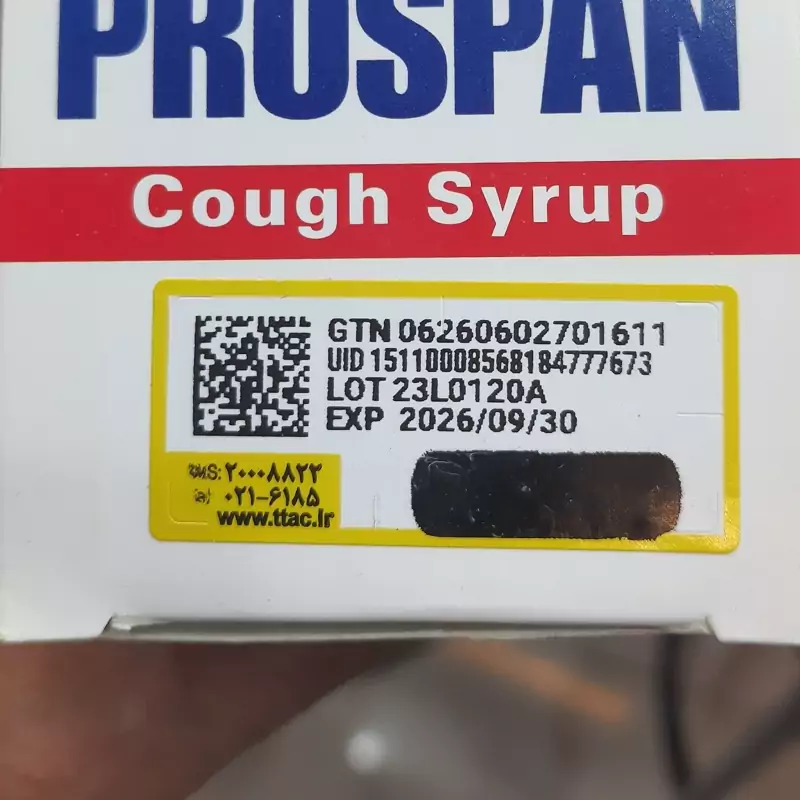 PROSPAN
Cough Syrup
GTN 06260602701611
UID 15110008568184777673
LOT 23L0120A
EXP 2026/09/30
SMS: ۲۰۰۰۸۸۲۲
Tel ۰۲۱-۶۱۸۵
www.ttac.ir